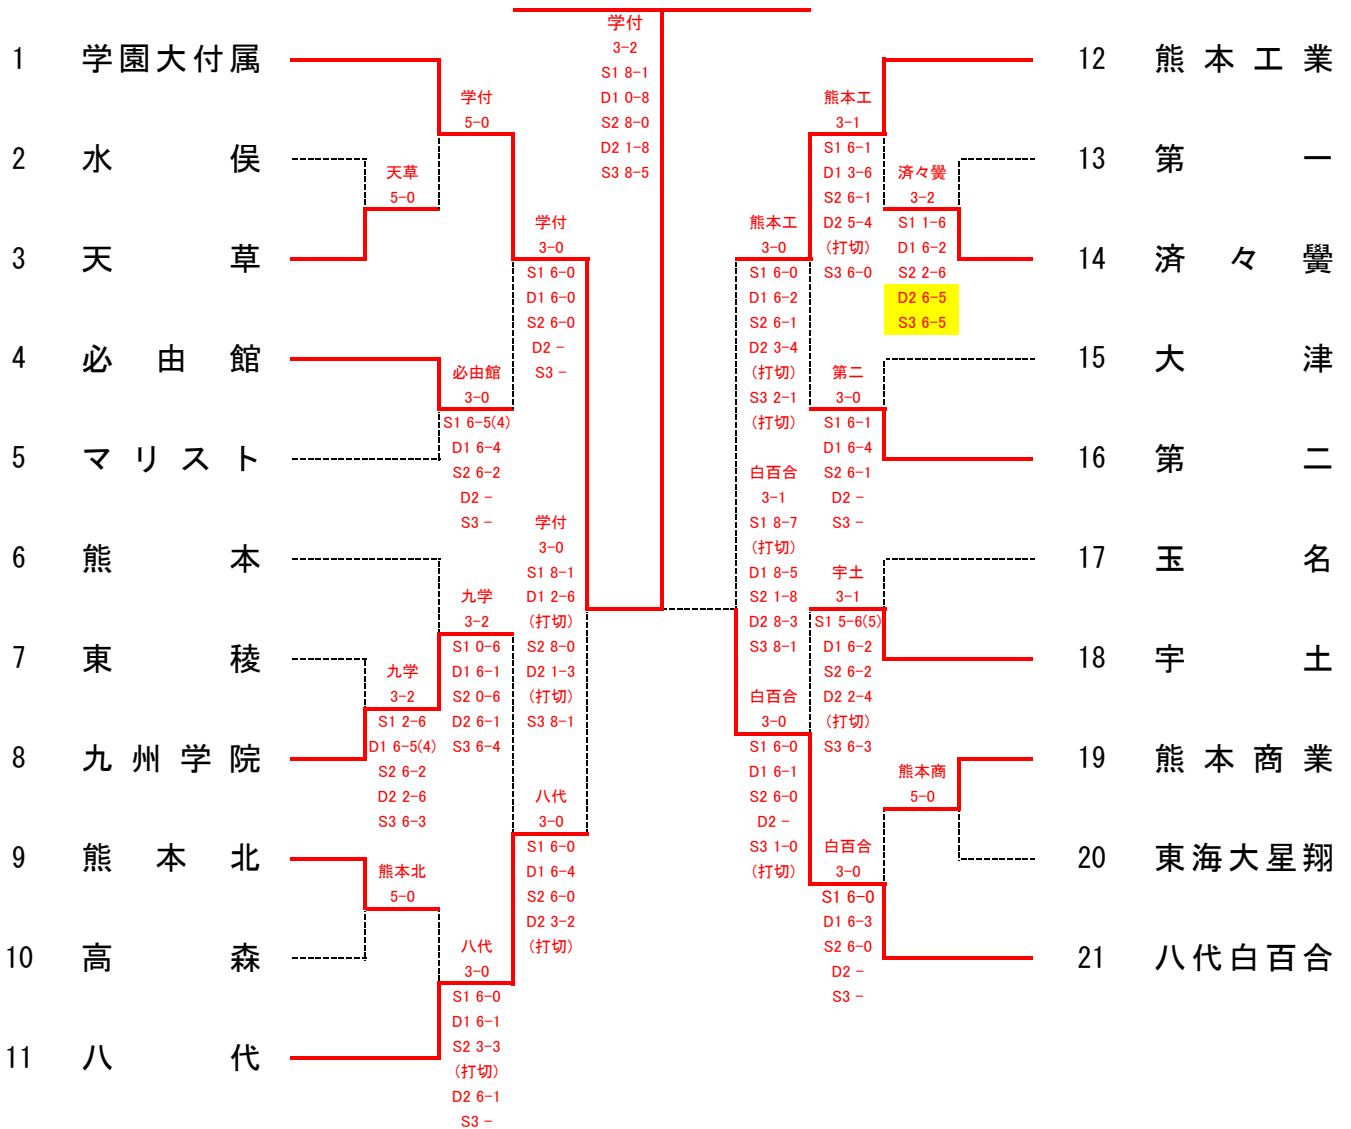 学付
3-2
S1 8-1
D1 0-8
S2 8-0
D2 1-8
S3 8-5
1 学園大付属
2 水俣
3 天草
4 必由館
5 マリスト
6 熊本
7 東稜
8 九州学院
9 熊本北
10 高森
11 八代
天草
5-0
九学
3-2
S1 2-6
D1 6-5(4)
S2 6-2
D2 2-6
S3 6-3
熊本北
5-0
学付
5-0
必由館
3-0
S1 6-5(4)
D1 6-4
S2 6-2
D2 -
S3 -
九学
3-2
S1 0-6
D1 6-1
S2 0-6
D2 6-1
S3 6-4
八代
3-0
S1 6-0
D1 6-1
S2 3-3
(打切)
D2 6-1
S3 -
学付
3-0
S1 6-0
D1 6-0
S2 6-0
D2 -
S3 -
八代
3-0
S1 6-0
D1 6-4
S2 6-0
D2 3-2
(打切)
学付
3-0
S1 8-1
D1 2-6
(打切)
S2 8-0
D2 1-3
(打切)
S3 8-1
熊本工
3-0
S1 6-0
D1 6-2
S2 6-1
D2 3-4
(打切)
S3 2-1
(打切)
白百合
3-1
S1 8-7
(打切)
D1 8-5
S2 1-8
D2 8-3
S3 8-1
白百合
3-0
S1 6-0
D1 6-1
S2 6-0
D2 -
S3 1-0
(打切)
熊本工
3-1
S1 6-1
D1 3-6
S2 6-1
D2 5-4
(打切)
S3 6-0
第二
3-0
S1 6-1
D1 6-4
S2 6-1
D2 -
S3 -
宇土
3-1
S1 5-6(5)
D1 6-2
S2 6-2
D2 2-4
(打切)
S3 6-3
白百合
3-0
S1 6-0
D1 6-3
S2 6-0
D2 -
S3 -
済々黌
3-2
S1 1-6
D1 6-2
S2 2-6
D2 6-5
S3 6-5
熊本商
5-0
12 熊本工業
13 第一
14 済々黌
15 大津
16 第二
17 玉名
18 宇土
19 熊本商業
20 東海大星翔
21 八代白百合